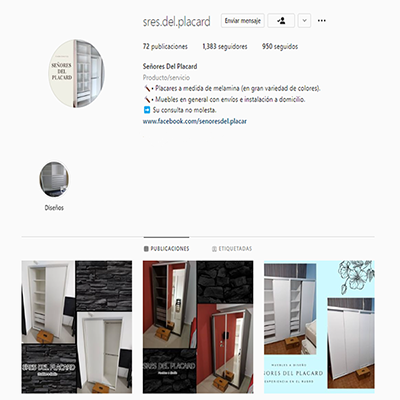 sres.del.placard
Enviar mensaje
72 publicaciones 1,383 seguidores 950 seguidos
Señores Del Placard
Producto/servicio
• Placares a medida de melamina (en gran variedad de colores).
• Muebles en general con envíos e instalación a domicilio.
Su consulta no molesta.
www.facebook.com/senoresdel.placar
SEÑORES
DEL
PLACARD
Diseños
PUBLICACIONES ETIQUETADAS
SRES DEL PLACARD
SRES DEL PLACARD
MUEBLES A DISEÑO
SEÑORES DEL PLACARD
EXPERIENCIA EN EL RUBRO